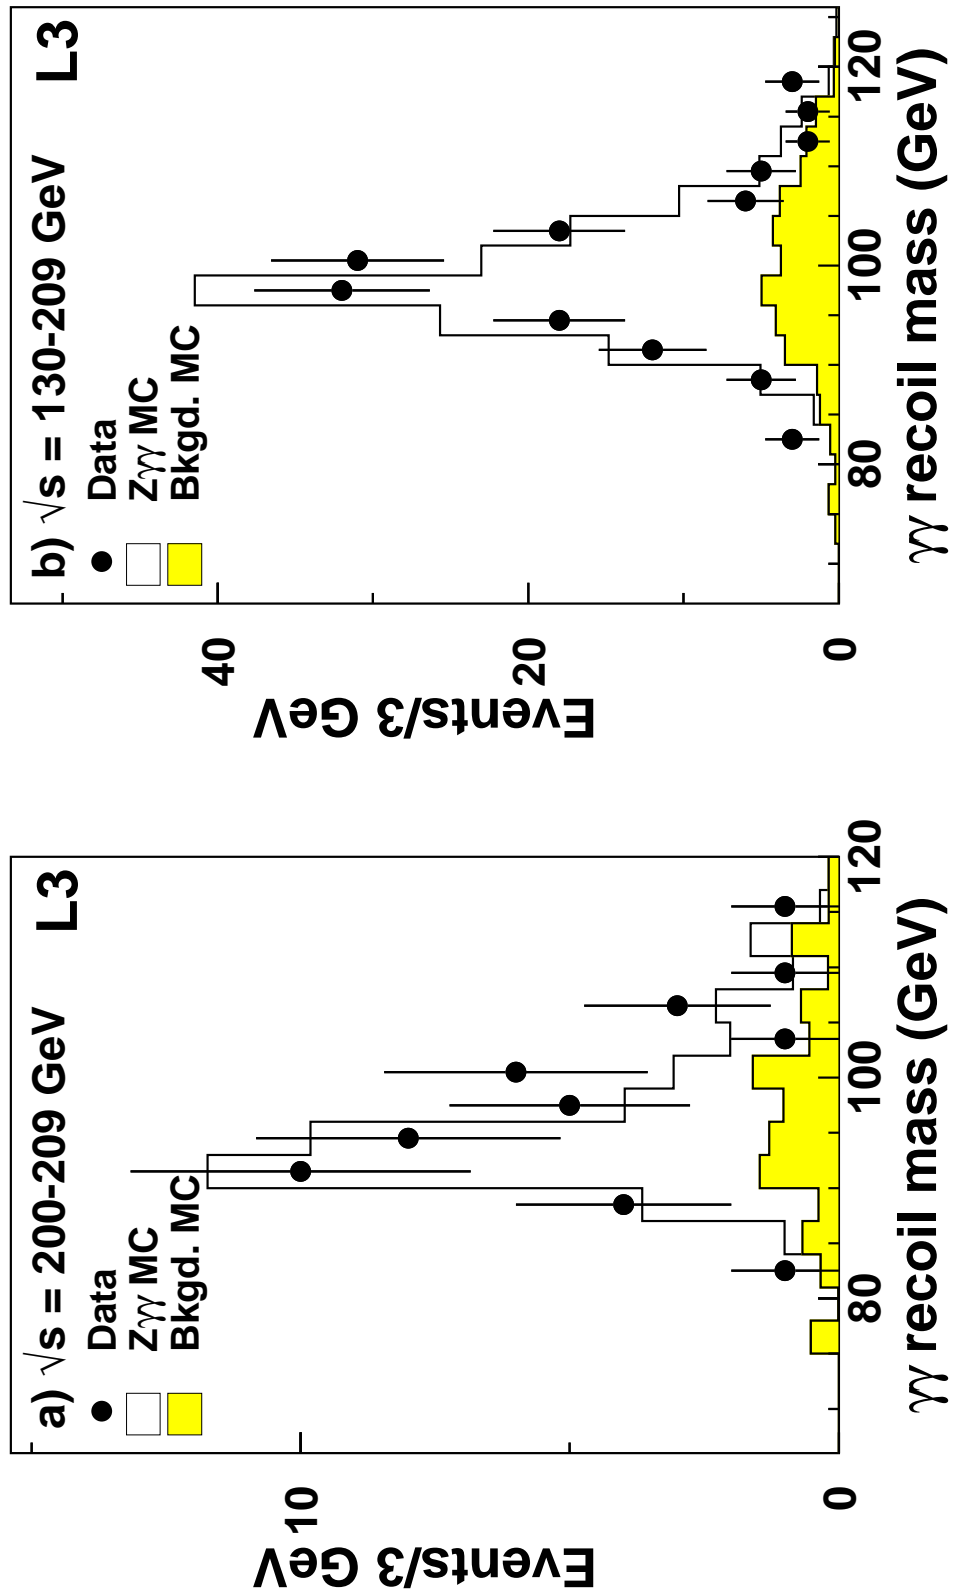 a) √s = 200-209 GeV
L3
Data
Zγγ MC
Bkgd. MC
10
0
Events/3 GeV
80
100
120
γγ recoil mass (GeV)
b) √s = 130-209 GeV
L3
Data
Zγγ MC
Bkgd. MC
40
20
0
Events/3 GeV
80
100
120
γγ recoil mass (GeV)